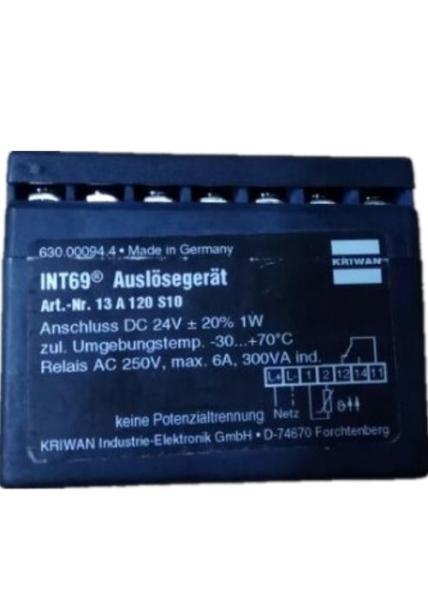 630.00094.4 • Made in Germany
KRIWAN
INT69® Auslösegerät
Art.-Nr. 13 A 120 S10
Anschluss DC 24V ± 20% 1W
zul. Umgebungstemp. -30...+70°C
Relais AC 250V, max. 6A, 300VA ind.
L+ L- 1 2 12 14 11
Netz ϑ
keine Potenzialtrennung
KRIWAN Industrie-Elektronik GmbH • D-74670 Forchtenberg